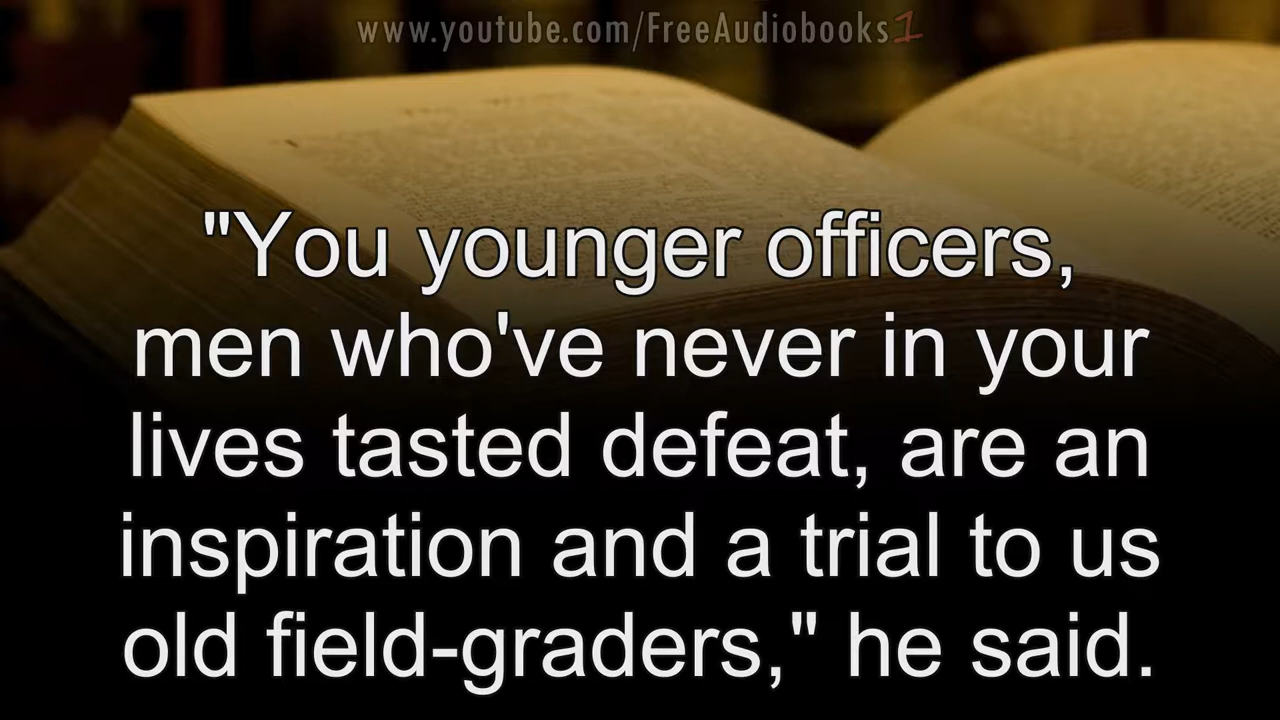 www.youtube.com/FreeAudiobooks1
"You younger officers,
men who've never in your
lives tasted defeat, are an
inspiration and a trial to us
old field-graders," he said.